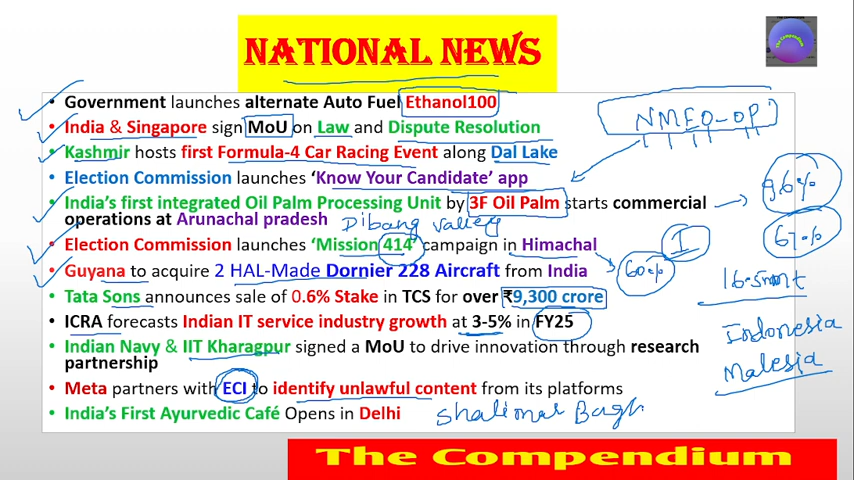 NATIONAL NEWS
The Compendium
• Government launches alternate Auto Fuel Ethanol100
• India & Singapore sign MoU on Law and Dispute Resolution
• Kashmir hosts first Formula-4 Car Racing Event along Dal Lake
• Election Commission launches ‘Know Your Candidate’ app
• India’s first integrated Oil Palm Processing Unit by 3F Oil Palm starts commercial
operations at Arunachal pradesh
• Election Commission launches ‘Mission 414’ campaign in Himachal
• Guyana to acquire 2 HAL-Made Dornier 228 Aircraft from India
• Tata Sons announces sale of 0.6% Stake in TCS for over ₹9,300 crore
• ICRA forecasts Indian IT service industry growth at 3-5% in FY25
• Indian Navy & IIT Kharagpur signed a MoU to drive innovation through research
partnership
• Meta partners with ECI to identify unlawful content from its platforms
• India’s First Ayurvedic Café Opens in Delhi
NMEO-OP
Dibang valley
96%
67%
I
60%
Indonesia
Malesia
Shalimar Bagh
The Compendium